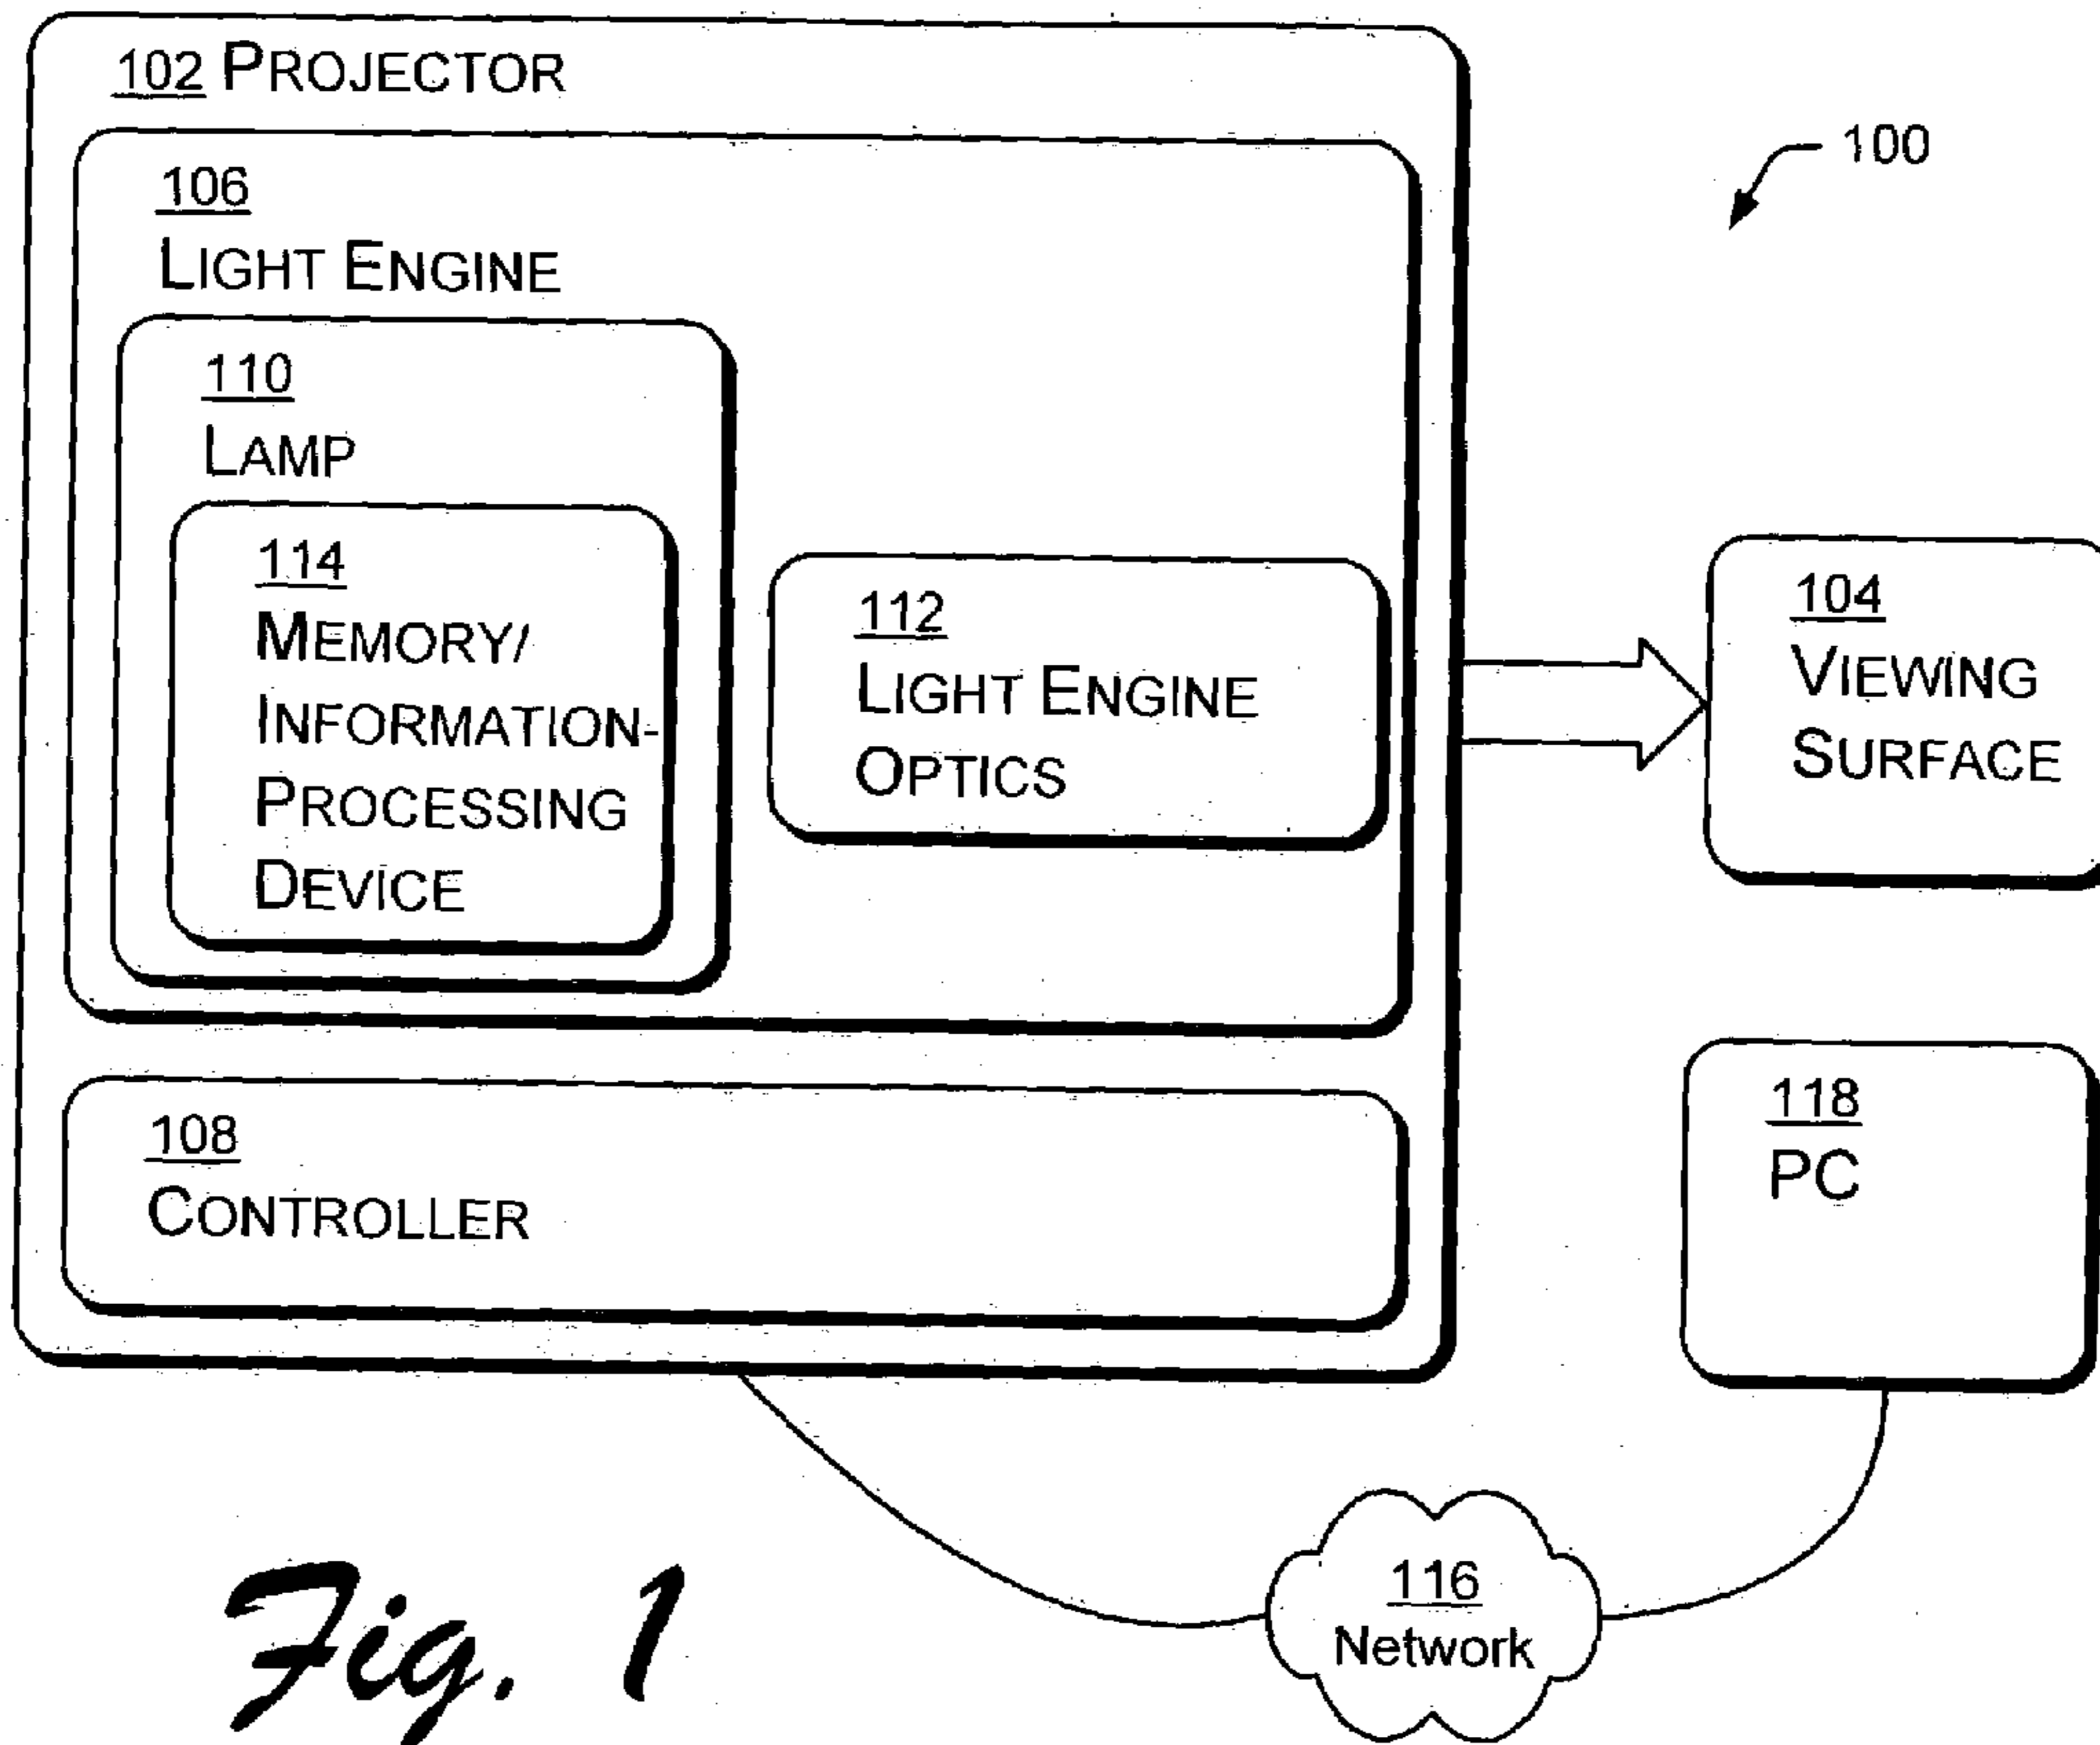 102 PROJECTOR
100
106
LIGHT ENGINE
110
LAMP
114
MEMORY/
INFORMATION-
PROCESSING
DEVICE
112
LIGHT ENGINE
OPTICS
104
VIEWING
SURFACE
108
CONTROLLER
118
PC
116
Network
Fig. 1